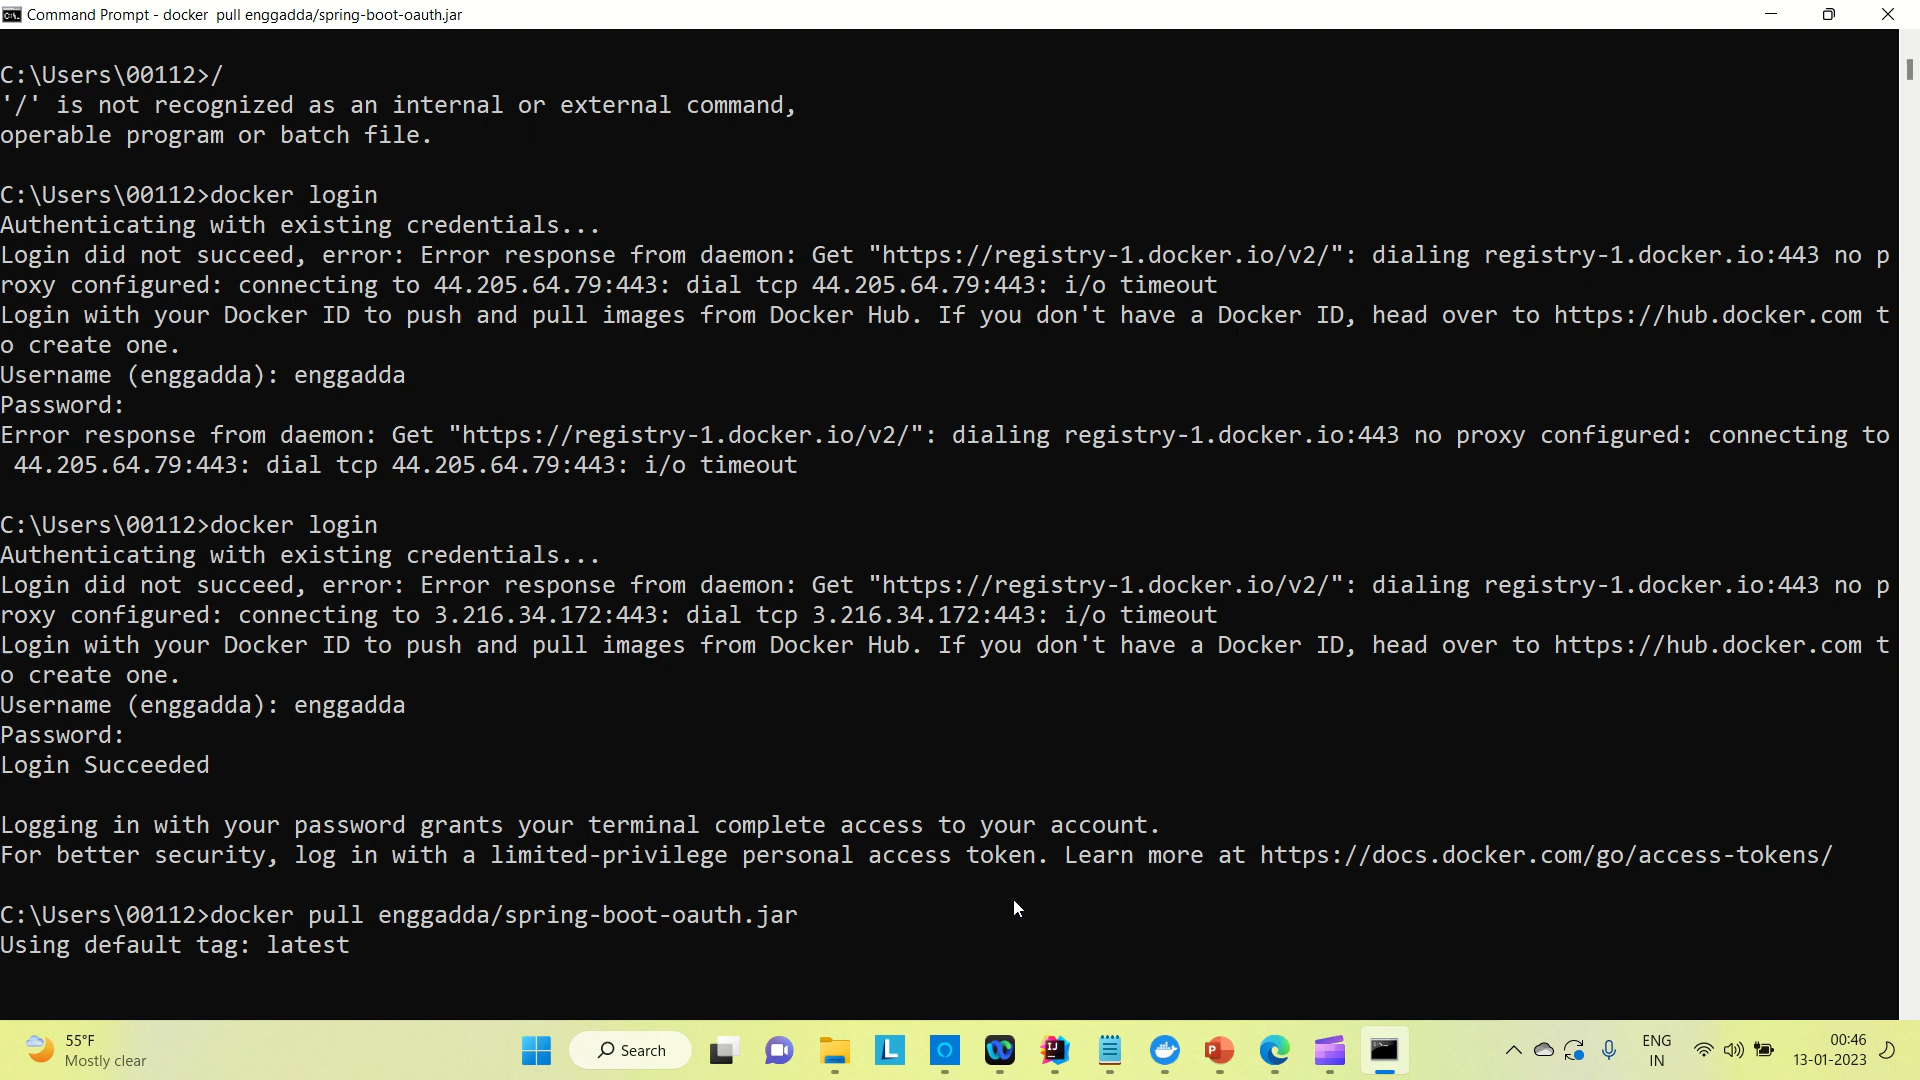 Command Prompt - docker  pull enggadda/spring-boot-oauth.jar
C:\Users\00112>/
'/' is not recognized as an internal or external command,
operable program or batch file.
C:\Users\00112>docker login
Authenticating with existing credentials...
Login did not succeed, error: Error response from daemon: Get "https://registry-1.docker.io/v2/": dialing registry-1.docker.io:443 no p
roxy configured: connecting to 44.205.64.79:443: dial tcp 44.205.64.79:443: i/o timeout
Login with your Docker ID to push and pull images from Docker Hub. If you don't have a Docker ID, head over to https://hub.docker.com t
o create one.
Username (enggadda): enggadda
Password:
Error response from daemon: Get "https://registry-1.docker.io/v2/": dialing registry-1.docker.io:443 no proxy configured: connecting to
 44.205.64.79:443: dial tcp 44.205.64.79:443: i/o timeout
C:\Users\00112>docker login
Authenticating with existing credentials...
Login did not succeed, error: Error response from daemon: Get "https://registry-1.docker.io/v2/": dialing registry-1.docker.io:443 no p
roxy configured: connecting to 3.216.34.172:443: dial tcp 3.216.34.172:443: i/o timeout
Login with your Docker ID to push and pull images from Docker Hub. If you don't have a Docker ID, head over to https://hub.docker.com t
o create one.
Username (enggadda): enggadda
Password:
Login Succeeded
Logging in with your password grants your terminal complete access to your account.
For better security, log in with a limited-privilege personal access token. Learn more at https://docs.docker.com/go/access-tokens/
C:\Users\00112>docker pull enggadda/spring-boot-oauth.jar
Using default tag: latest
55°F
Mostly clear
Search
ENG
IN
00:46
13-01-2023